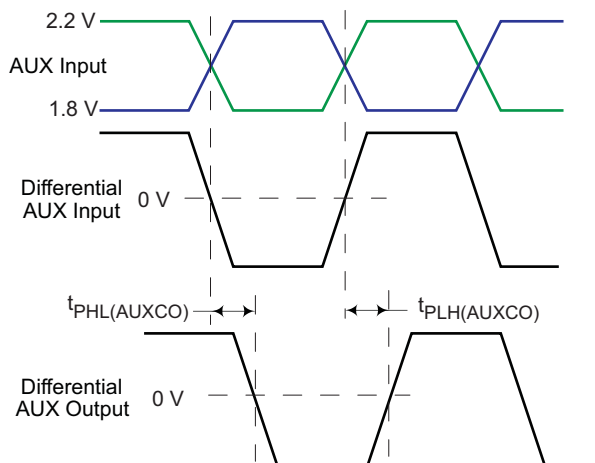 2.2 V
AUX Input
1.8 V
Differential
AUX Input
0 V
tPHL(AUXCO)
tPLH(AUXCO)
Differential
AUX Output
0 V